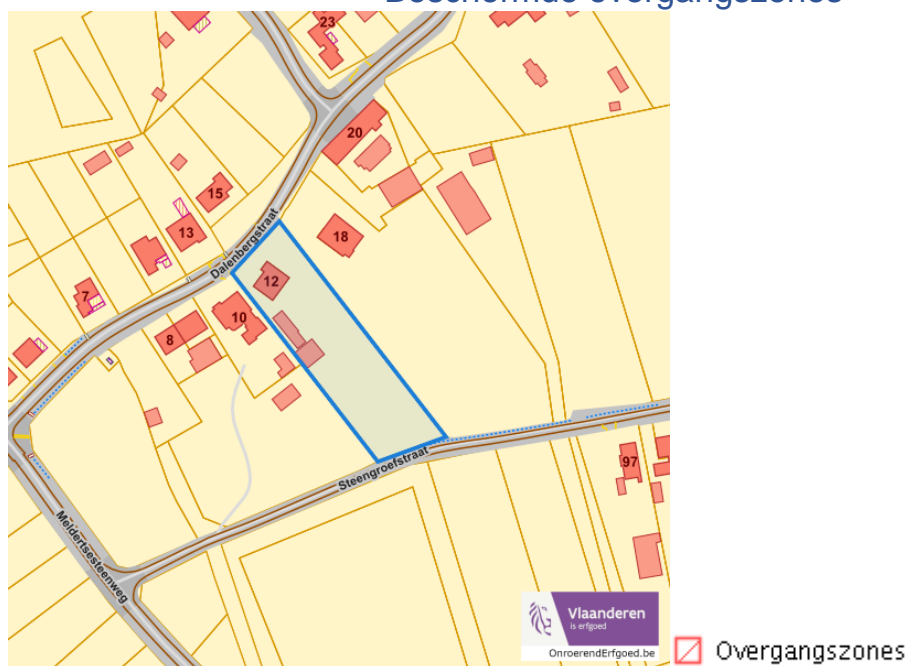 Beschermde overgangszones
23
20
15
13
18
Dalenbergstraat
12
7
10
8
Steengroefstraat
97
Meldertsesteenweg
Vlaanderen
is erfgoed
OnroerendErfgoed.be
Overgangszones